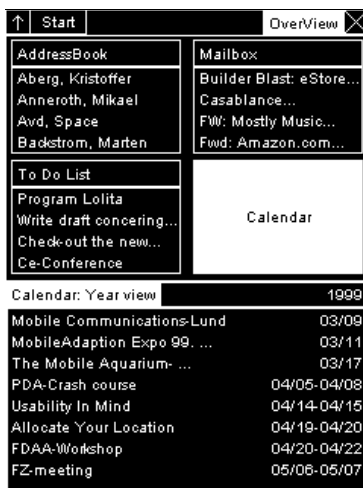 ↑ Start OverView
AddressBook
Aberg, Kristoffer
Anneroth, Mikael
Avd, Space
Backstrom, Marten
Mailbox
Builder Blast: eStore...
Casablance...
FW: Mostly Music...
Fwd: Amazon.com...
To Do List
Program Lolita
Write draft concering...
Check-out the new...
Ce-Conference
Calendar
Calendar: Year view 1999
Mobile Communications-Lund 03/09
MobileAdaption Expo 99. ... 03/11
The Mobile Aquarium- ... 03/17
PDA-Crash course 04/05-04/08
Usability In Mind 04/14-04/15
Allocate Your Location 04/19-04/20
FDAA-Workshop 04/20-04/22
FZ-meeting 05/06-05/07